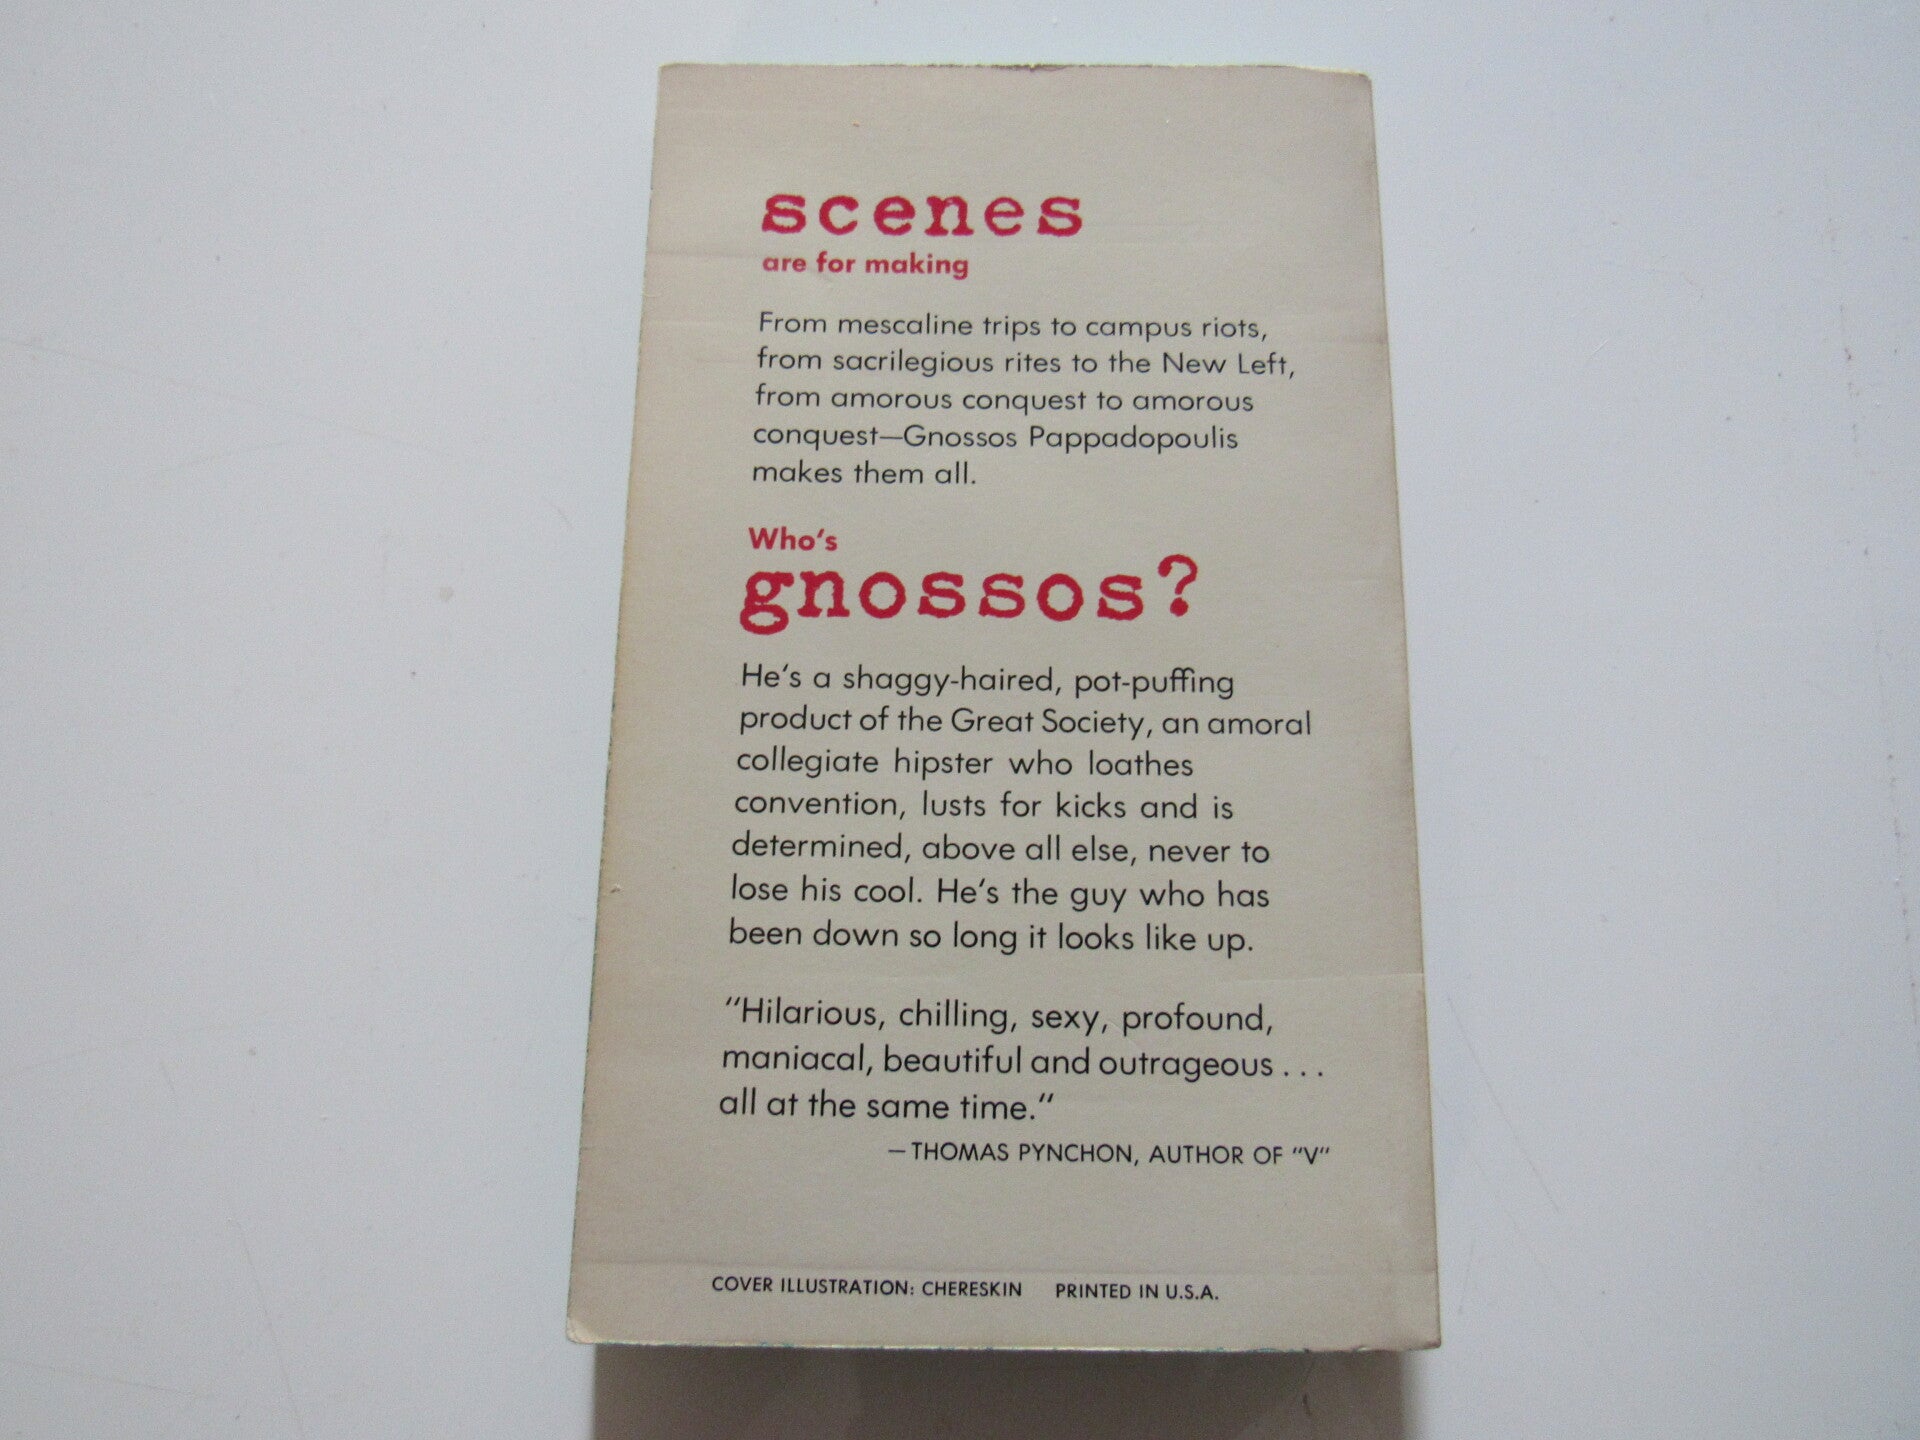 scenes
are for making
From mescaline trips to campus riots,
from sacrilegious rites to the New Left,
from amorous conquest to amorous
conquest—Gnossos Pappadopoulis
makes them all.
Who's
gnossos?
He's a shaggy-haired, pot-puffing
product of the Great Society, an amoral
collegiate hipster who loathes
convention, lusts for kicks and is
determined, above all else, never to
lose his cool. He's the guy who has
been down so long it looks like up.
"Hilarious, chilling, sexy, profound,
maniacal, beautiful and outrageous . . .
all at the same time."
—THOMAS PYNCHON, AUTHOR OF "V"
COVER ILLUSTRATION: CHERESKIN PRINTED IN U.S.A.